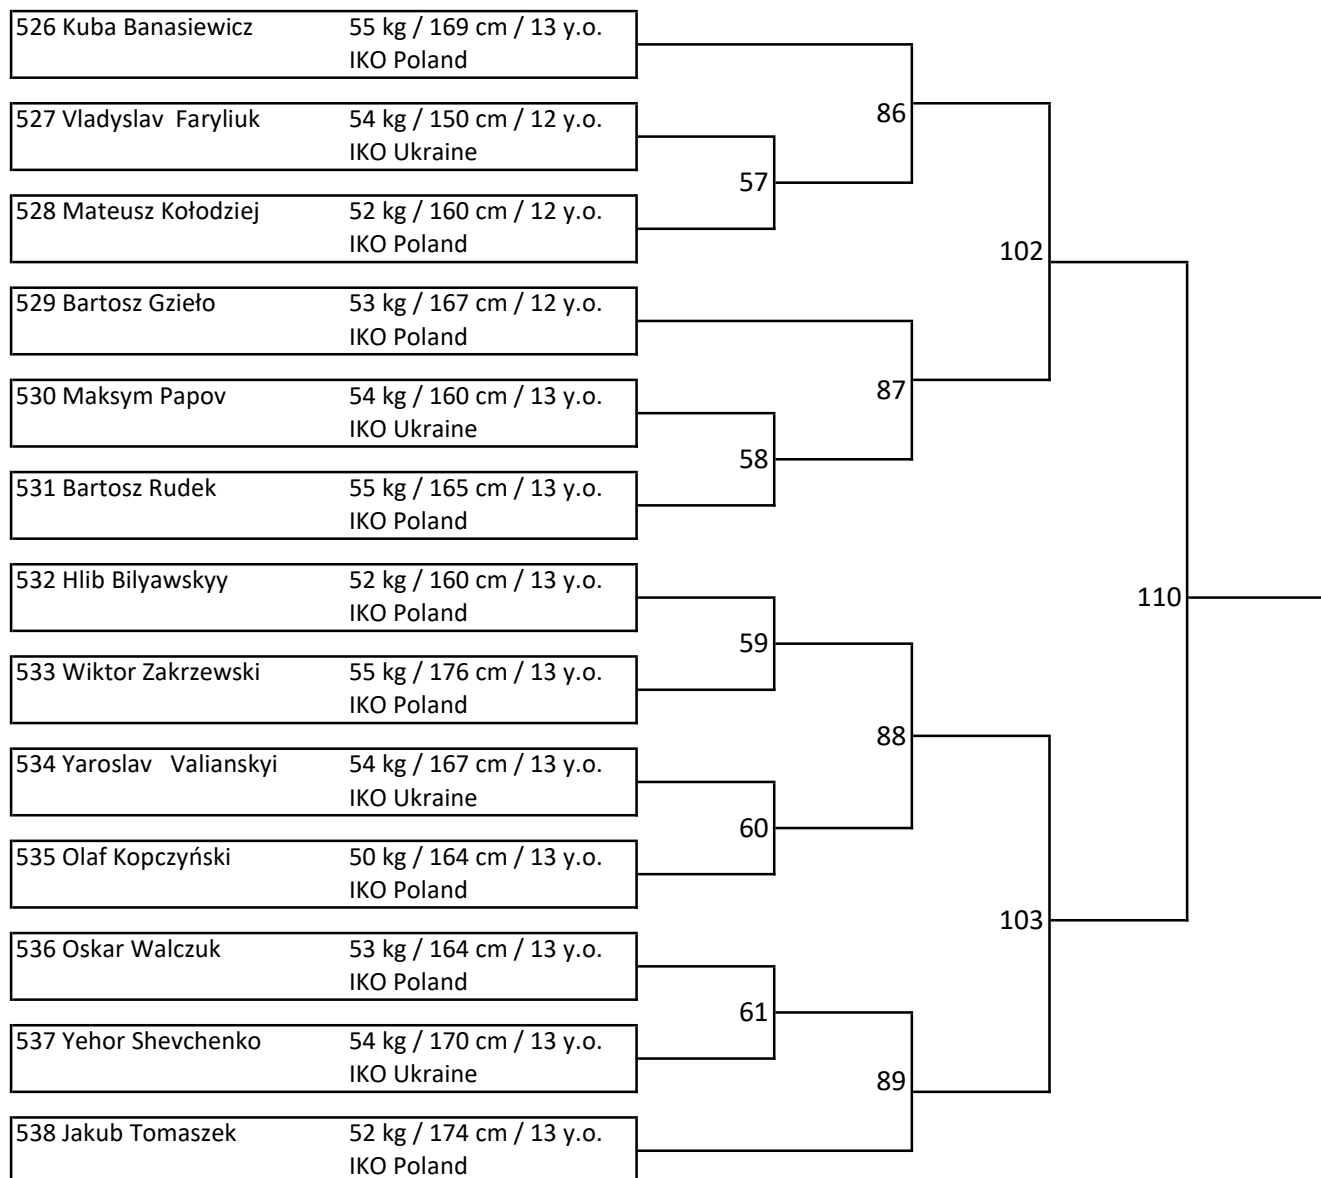 526 Kuba Banasiewicz 55 kg / 169 cm / 13 y.o.
IKO Poland
86
527 Vladyslav Faryliuk 54 kg / 150 cm / 12 y.o.
IKO Ukraine
57
528 Mateusz Kołodziej 52 kg / 160 cm / 12 y.o.
IKO Poland
102
529 Bartosz Gzieło 53 kg / 167 cm / 12 y.o.
IKO Poland
87
530 Maksym Papov 54 kg / 160 cm / 13 y.o.
IKO Ukraine
58
531 Bartosz Rudek 55 kg / 165 cm / 13 y.o.
IKO Poland
532 Hlib Bilyawskyy 52 kg / 160 cm / 13 y.o.
IKO Poland
110
59
533 Wiktor Zakrzewski 55 kg / 176 cm / 13 y.o.
IKO Poland
88
534 Yaroslav Valianskyi 54 kg / 167 cm / 13 y.o.
IKO Ukraine
60
535 Olaf Kopczyński 50 kg / 164 cm / 13 y.o.
IKO Poland
103
536 Oskar Walczuk 53 kg / 164 cm / 13 y.o.
IKO Poland
61
537 Yehor Shevchenko 54 kg / 170 cm / 13 y.o.
IKO Ukraine
89
538 Jakub Tomaszek 52 kg / 174 cm / 13 y.o.
IKO Poland